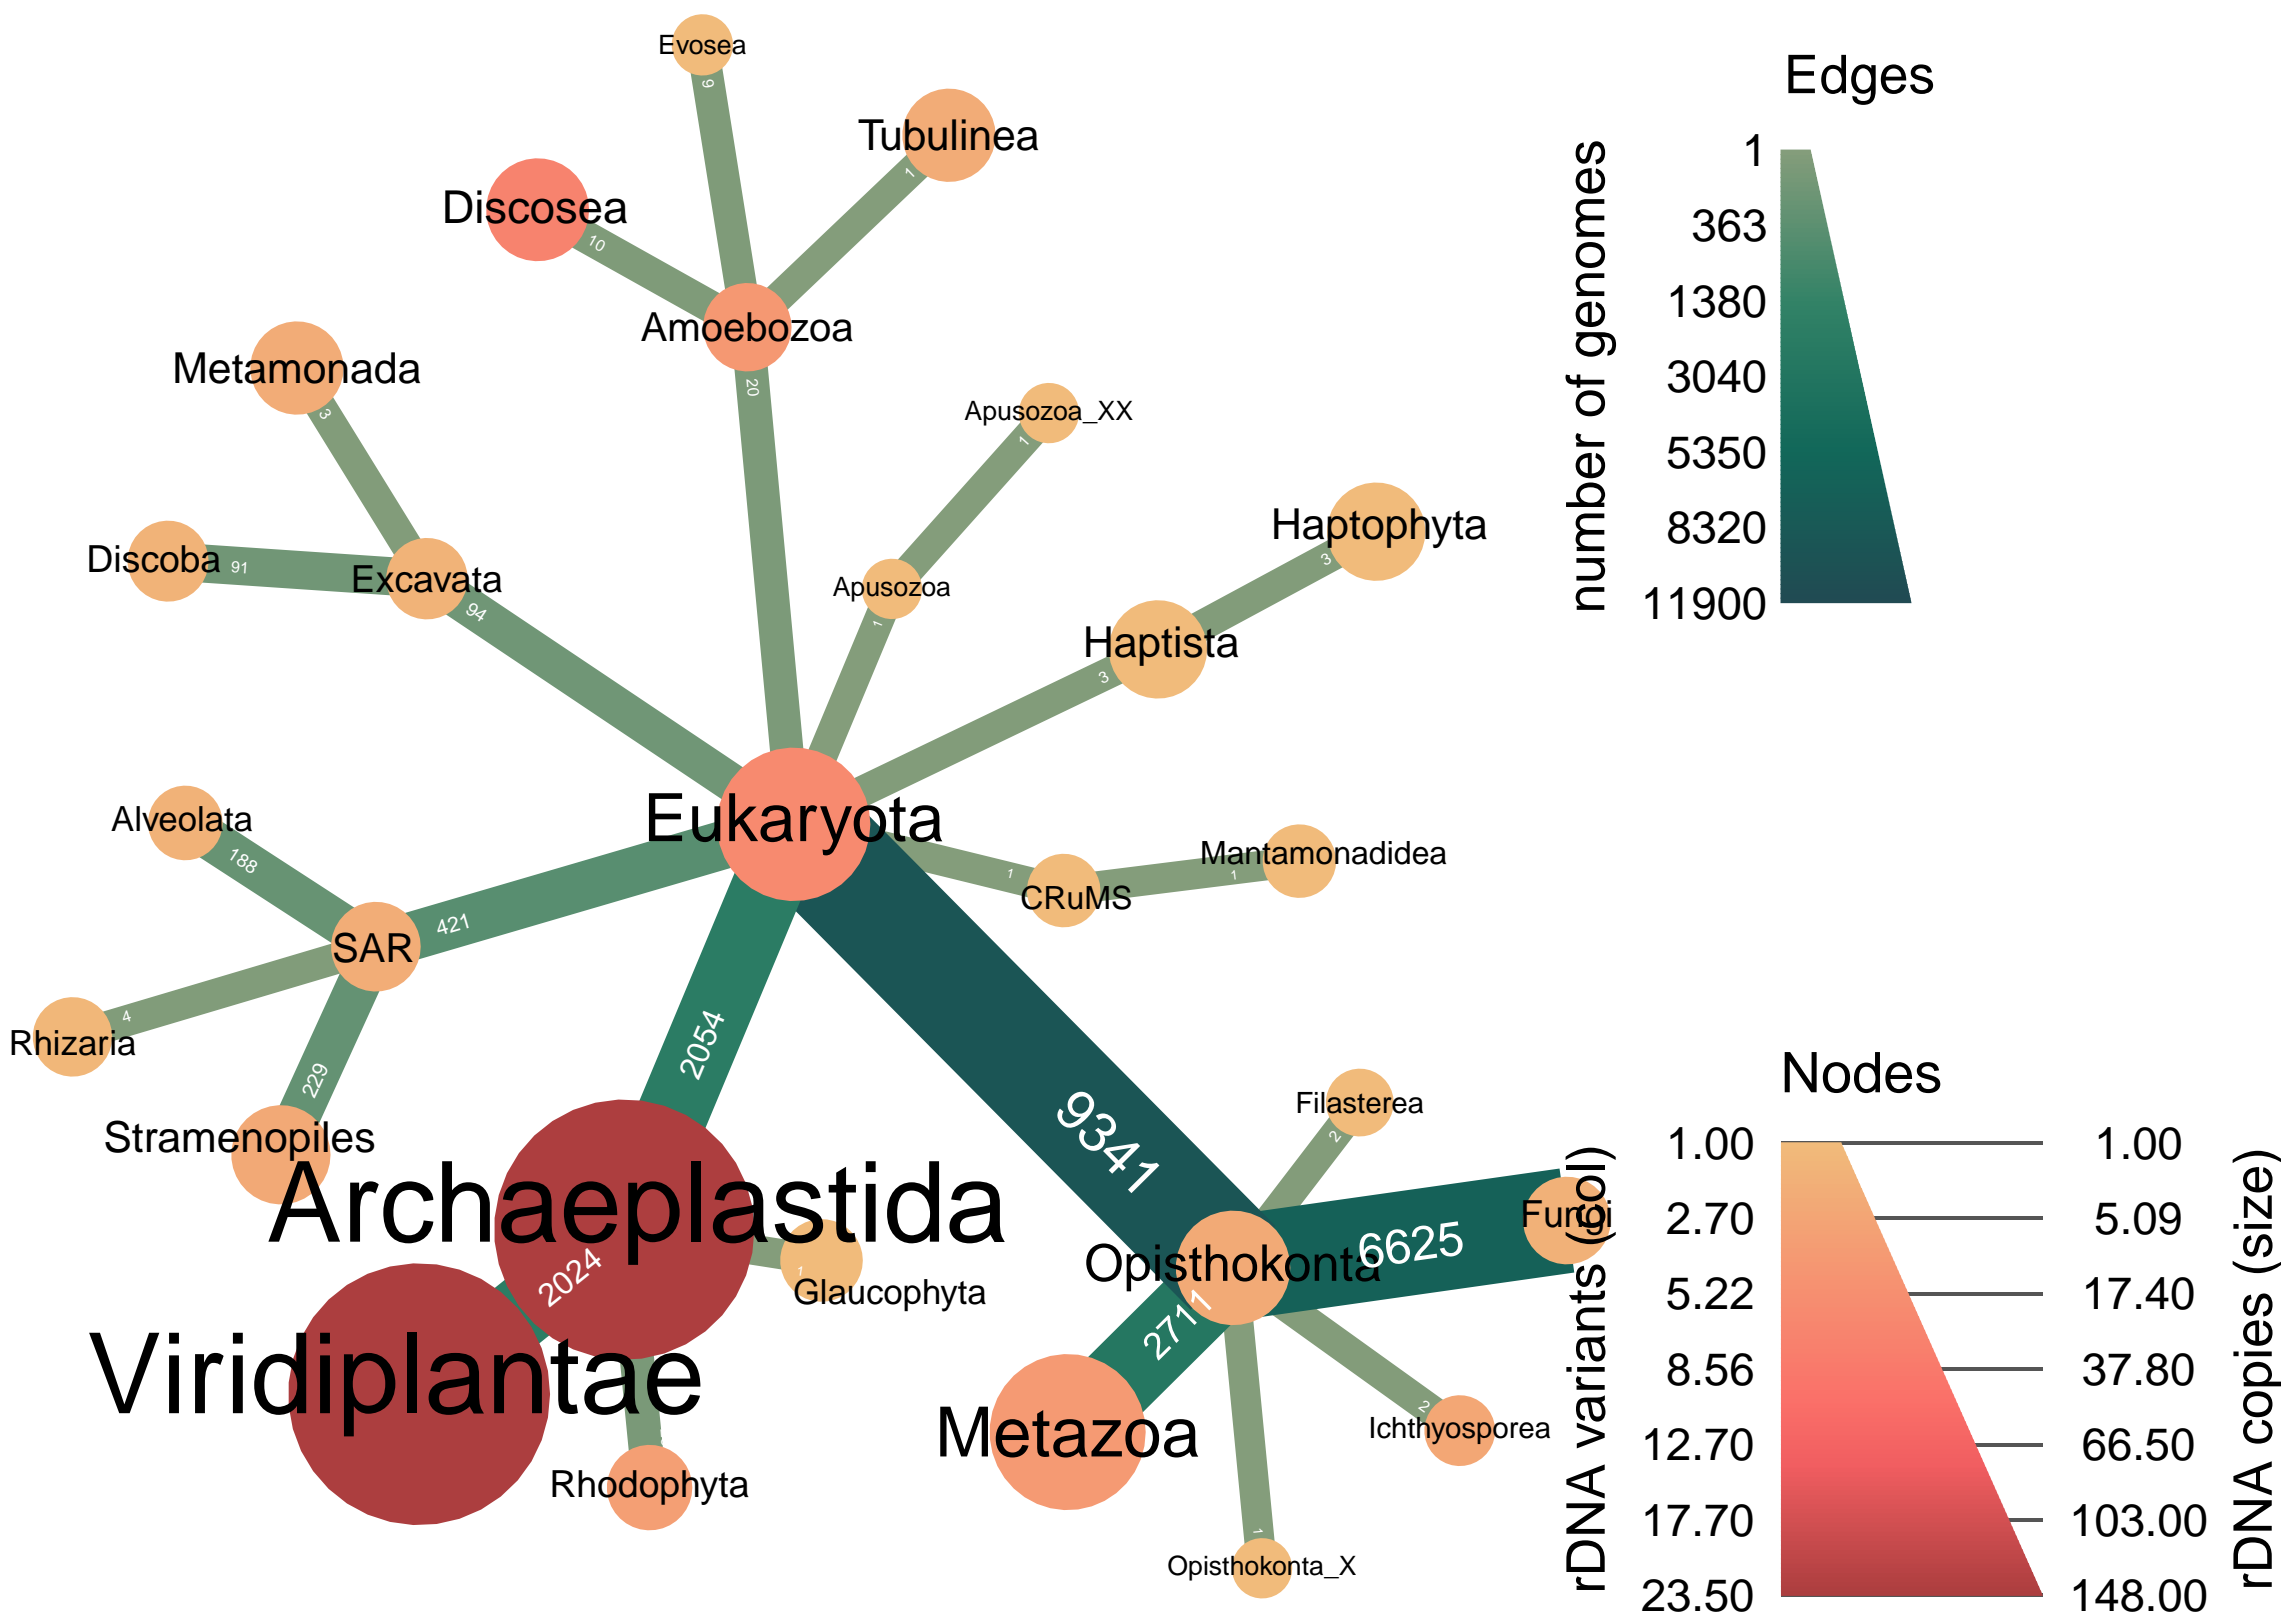 Evosea
9
Edges
Tubulinea
1
number of genomes
1
363
1380
3040
5350
8320
11900
Discosea
10
Amoebozoa
20
Metamonada
3
Apusozoa_XX
1
Discoba
91
Excavata
94
Apusozoa
1
Haptophyta
3
Haptista
3
Eukaryota
Alveolata
188
SAR
421
Mantamonadidea
1
CRuMS
1
Rhizaria
4
229
Stramenopiles
2054
9341
Archaeplastida
2024
Glaucophyta
1
Viridiplantae
Rhodophyta
Filasterea
2
Fungi
6625
Opisthokonta
2711
Metazoa
Ichthyosporea
2
1
Opisthokonta_X
Nodes
rDNA variants (col)
1.00
2.70
5.22
8.56
12.70
17.70
23.50
1.00
5.09
17.40
37.80
66.50
103.00
148.00
rDNA copies (size)